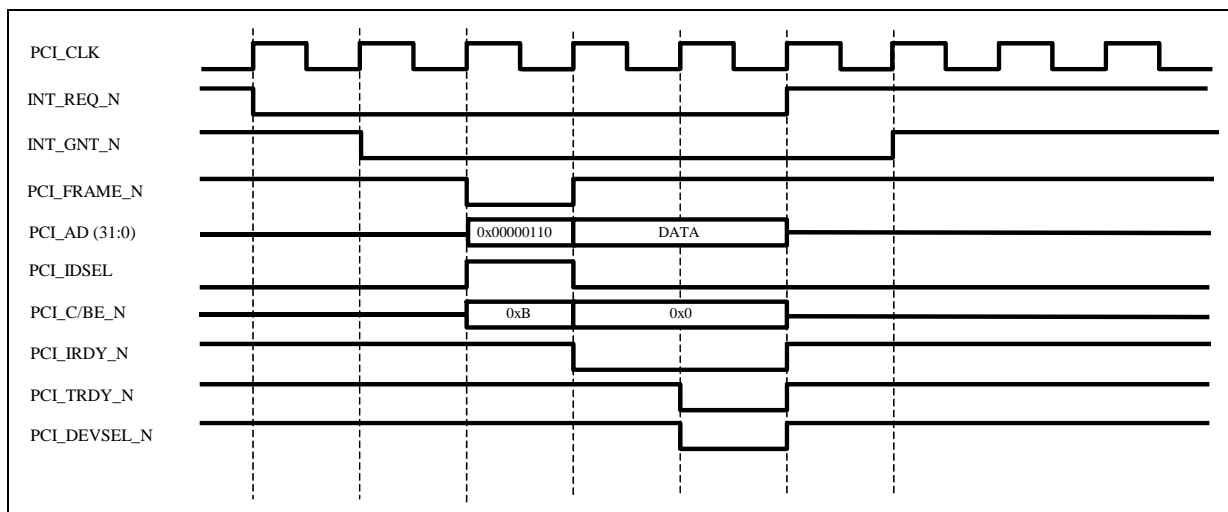 PCI_CLK
INT_REQ_N
INT_GNT_N
PCI_FRAME_N
PCI_AD (31:0) 0x00000110 DATA
PCI_IDSEL
PCI_C/BE_N 0xB 0x0
PCI_IRDY_N
PCI_TRDY_N
PCI_DEVSEL_N